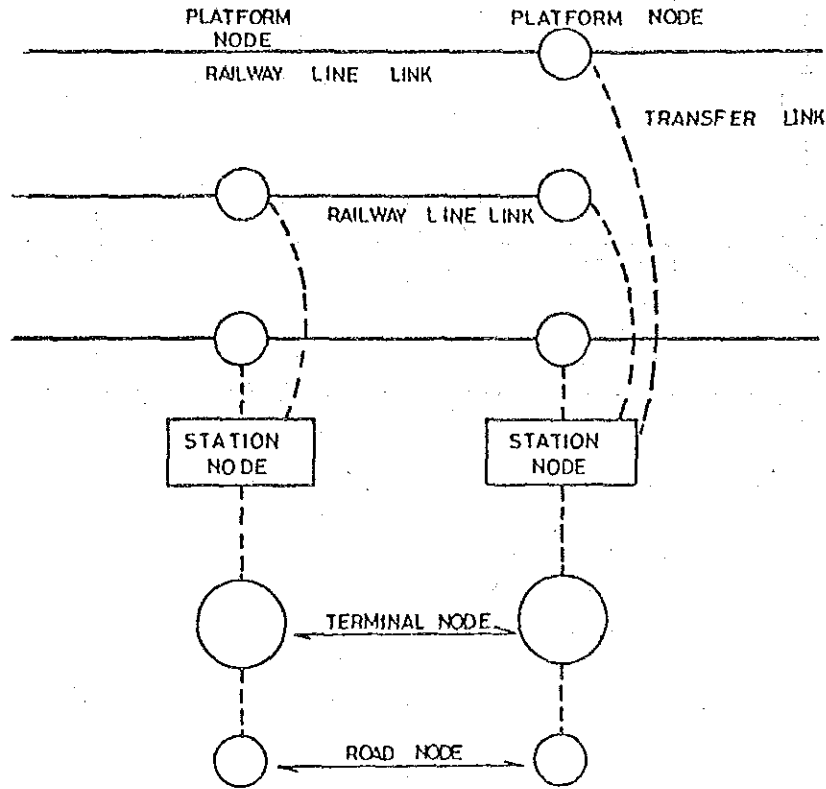 PLATFORM
NODE
PLATFORM NODE
RAILWAY LINE LINK
TRANSFER LINK
RAILWAY LINE LINK
STATION
NODE
STATION
NODE
TERMINAL NODE
ROAD NODE